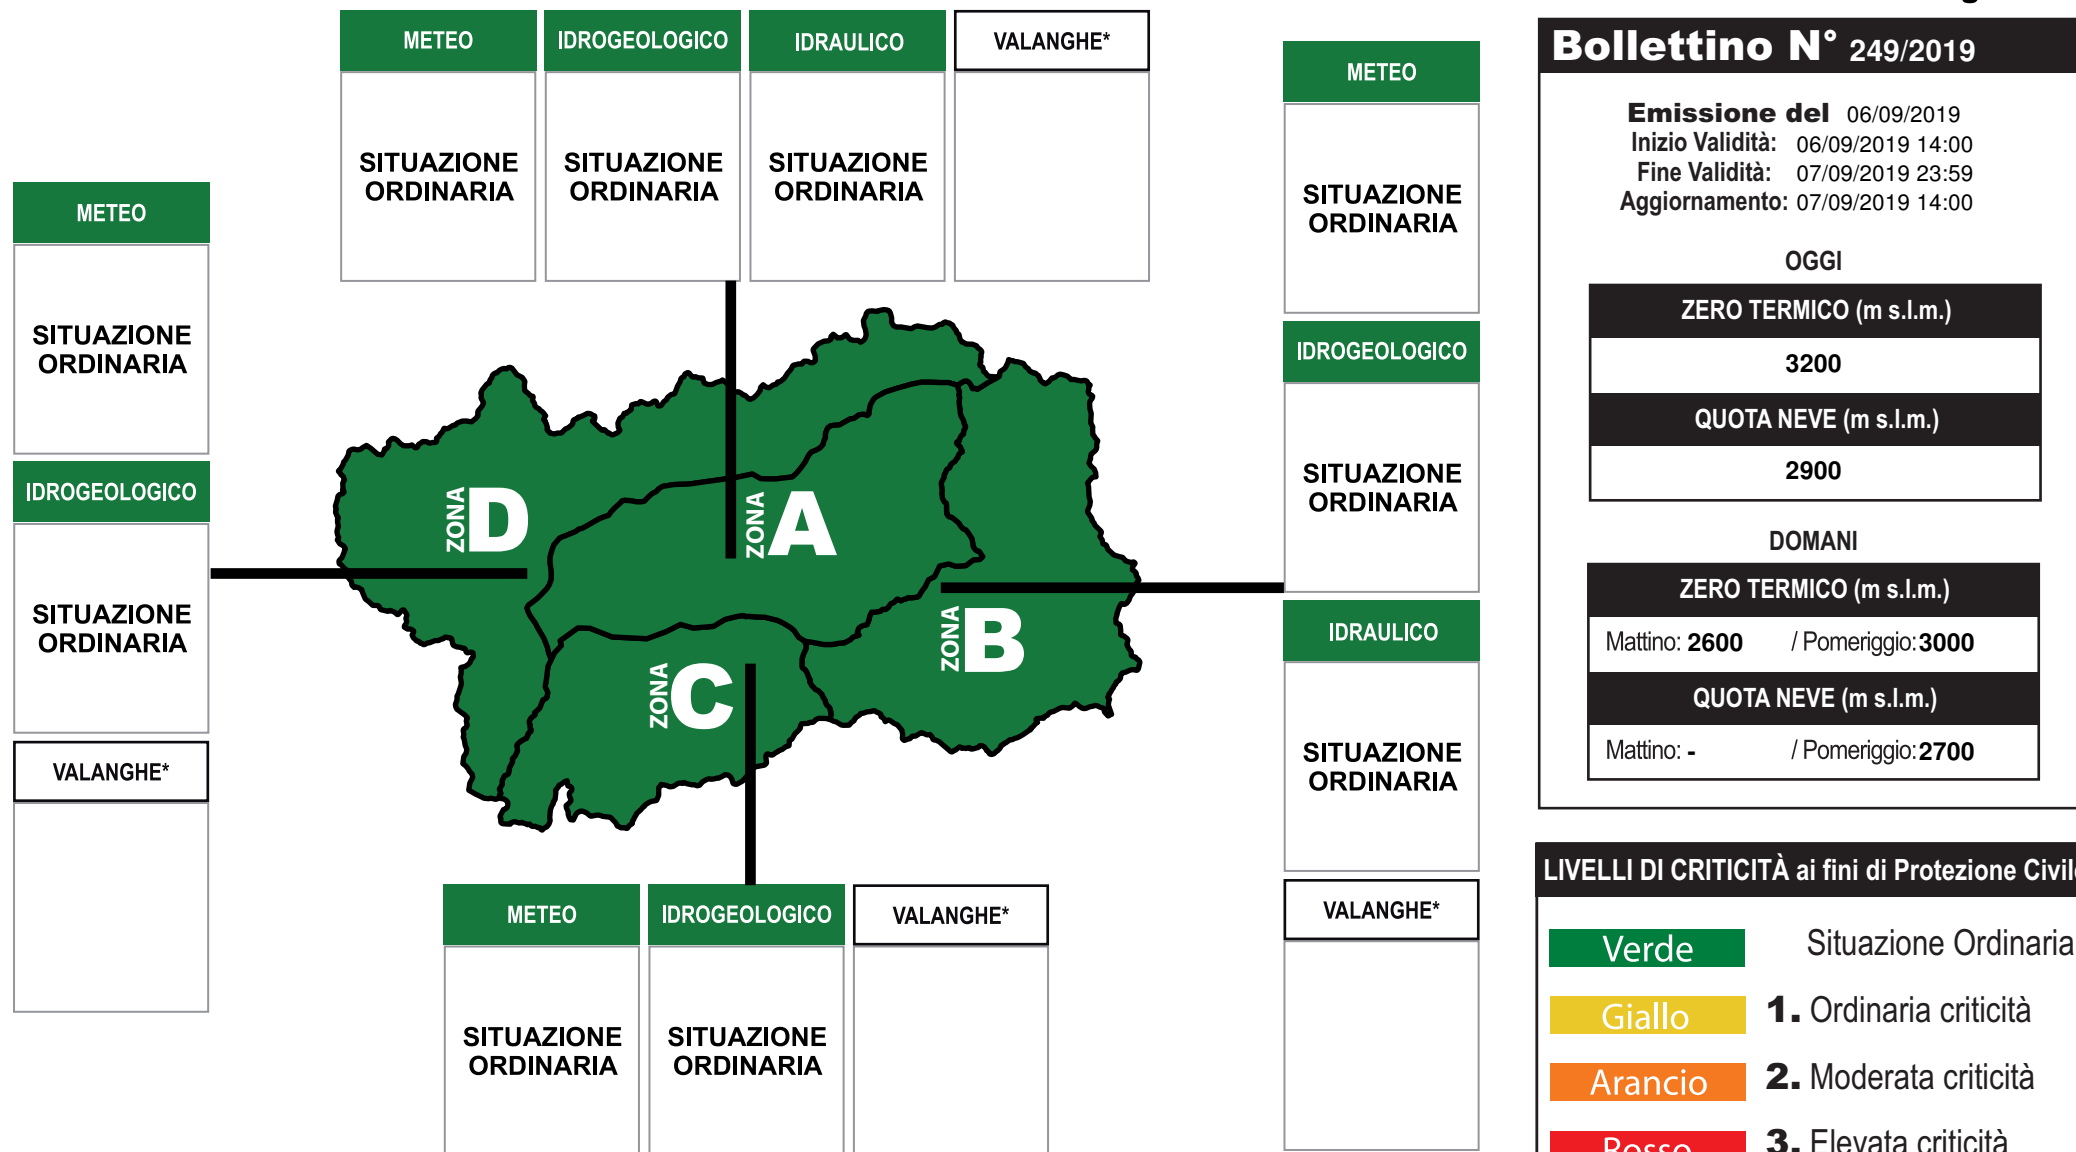 METEO
SITUAZIONE
ORDINARIA
IDROGEOLOGICO
SITUAZIONE
ORDINARIA
IDRAULICO
SITUAZIONE
ORDINARIA
VALANGHE*
METEO
SITUAZIONE
ORDINARIA
IDROGEOLOGICO
SITUAZIONE
ORDINARIA
VALANGHE*
ZONA D
ZONA A
ZONA B
ZONA C
METEO
SITUAZIONE
ORDINARIA
IDROGEOLOGICO
SITUAZIONE
ORDINARIA
IDRAULICO
SITUAZIONE
ORDINARIA
VALANGHE*
METEO
SITUAZIONE
ORDINARIA
IDROGEOLOGICO
SITUAZIONE
ORDINARIA
VALANGHE*
Bollettino N° 249/2019
Emissione del 06/09/2019
Inizio Validità: 06/09/2019 14:00
Fine Validità: 07/09/2019 23:59
Aggiornamento: 07/09/2019 14:00
OGGI
ZERO TERMICO (m s.l.m.)
3200
QUOTA NEVE (m s.l.m.)
2900
DOMANI
ZERO TERMICO (m s.l.m.)
Mattino: 2600 / Pomeriggio: 3000
QUOTA NEVE (m s.l.m.)
Mattino: - / Pomeriggio: 2700
LIVELLI DI CRITICITÀ ai fini di Protezione Civile
Verde Situazione Ordinaria
Giallo 1. Ordinaria criticità
Arancio 2. Moderata criticità
Rosso 3. Elevata criticità